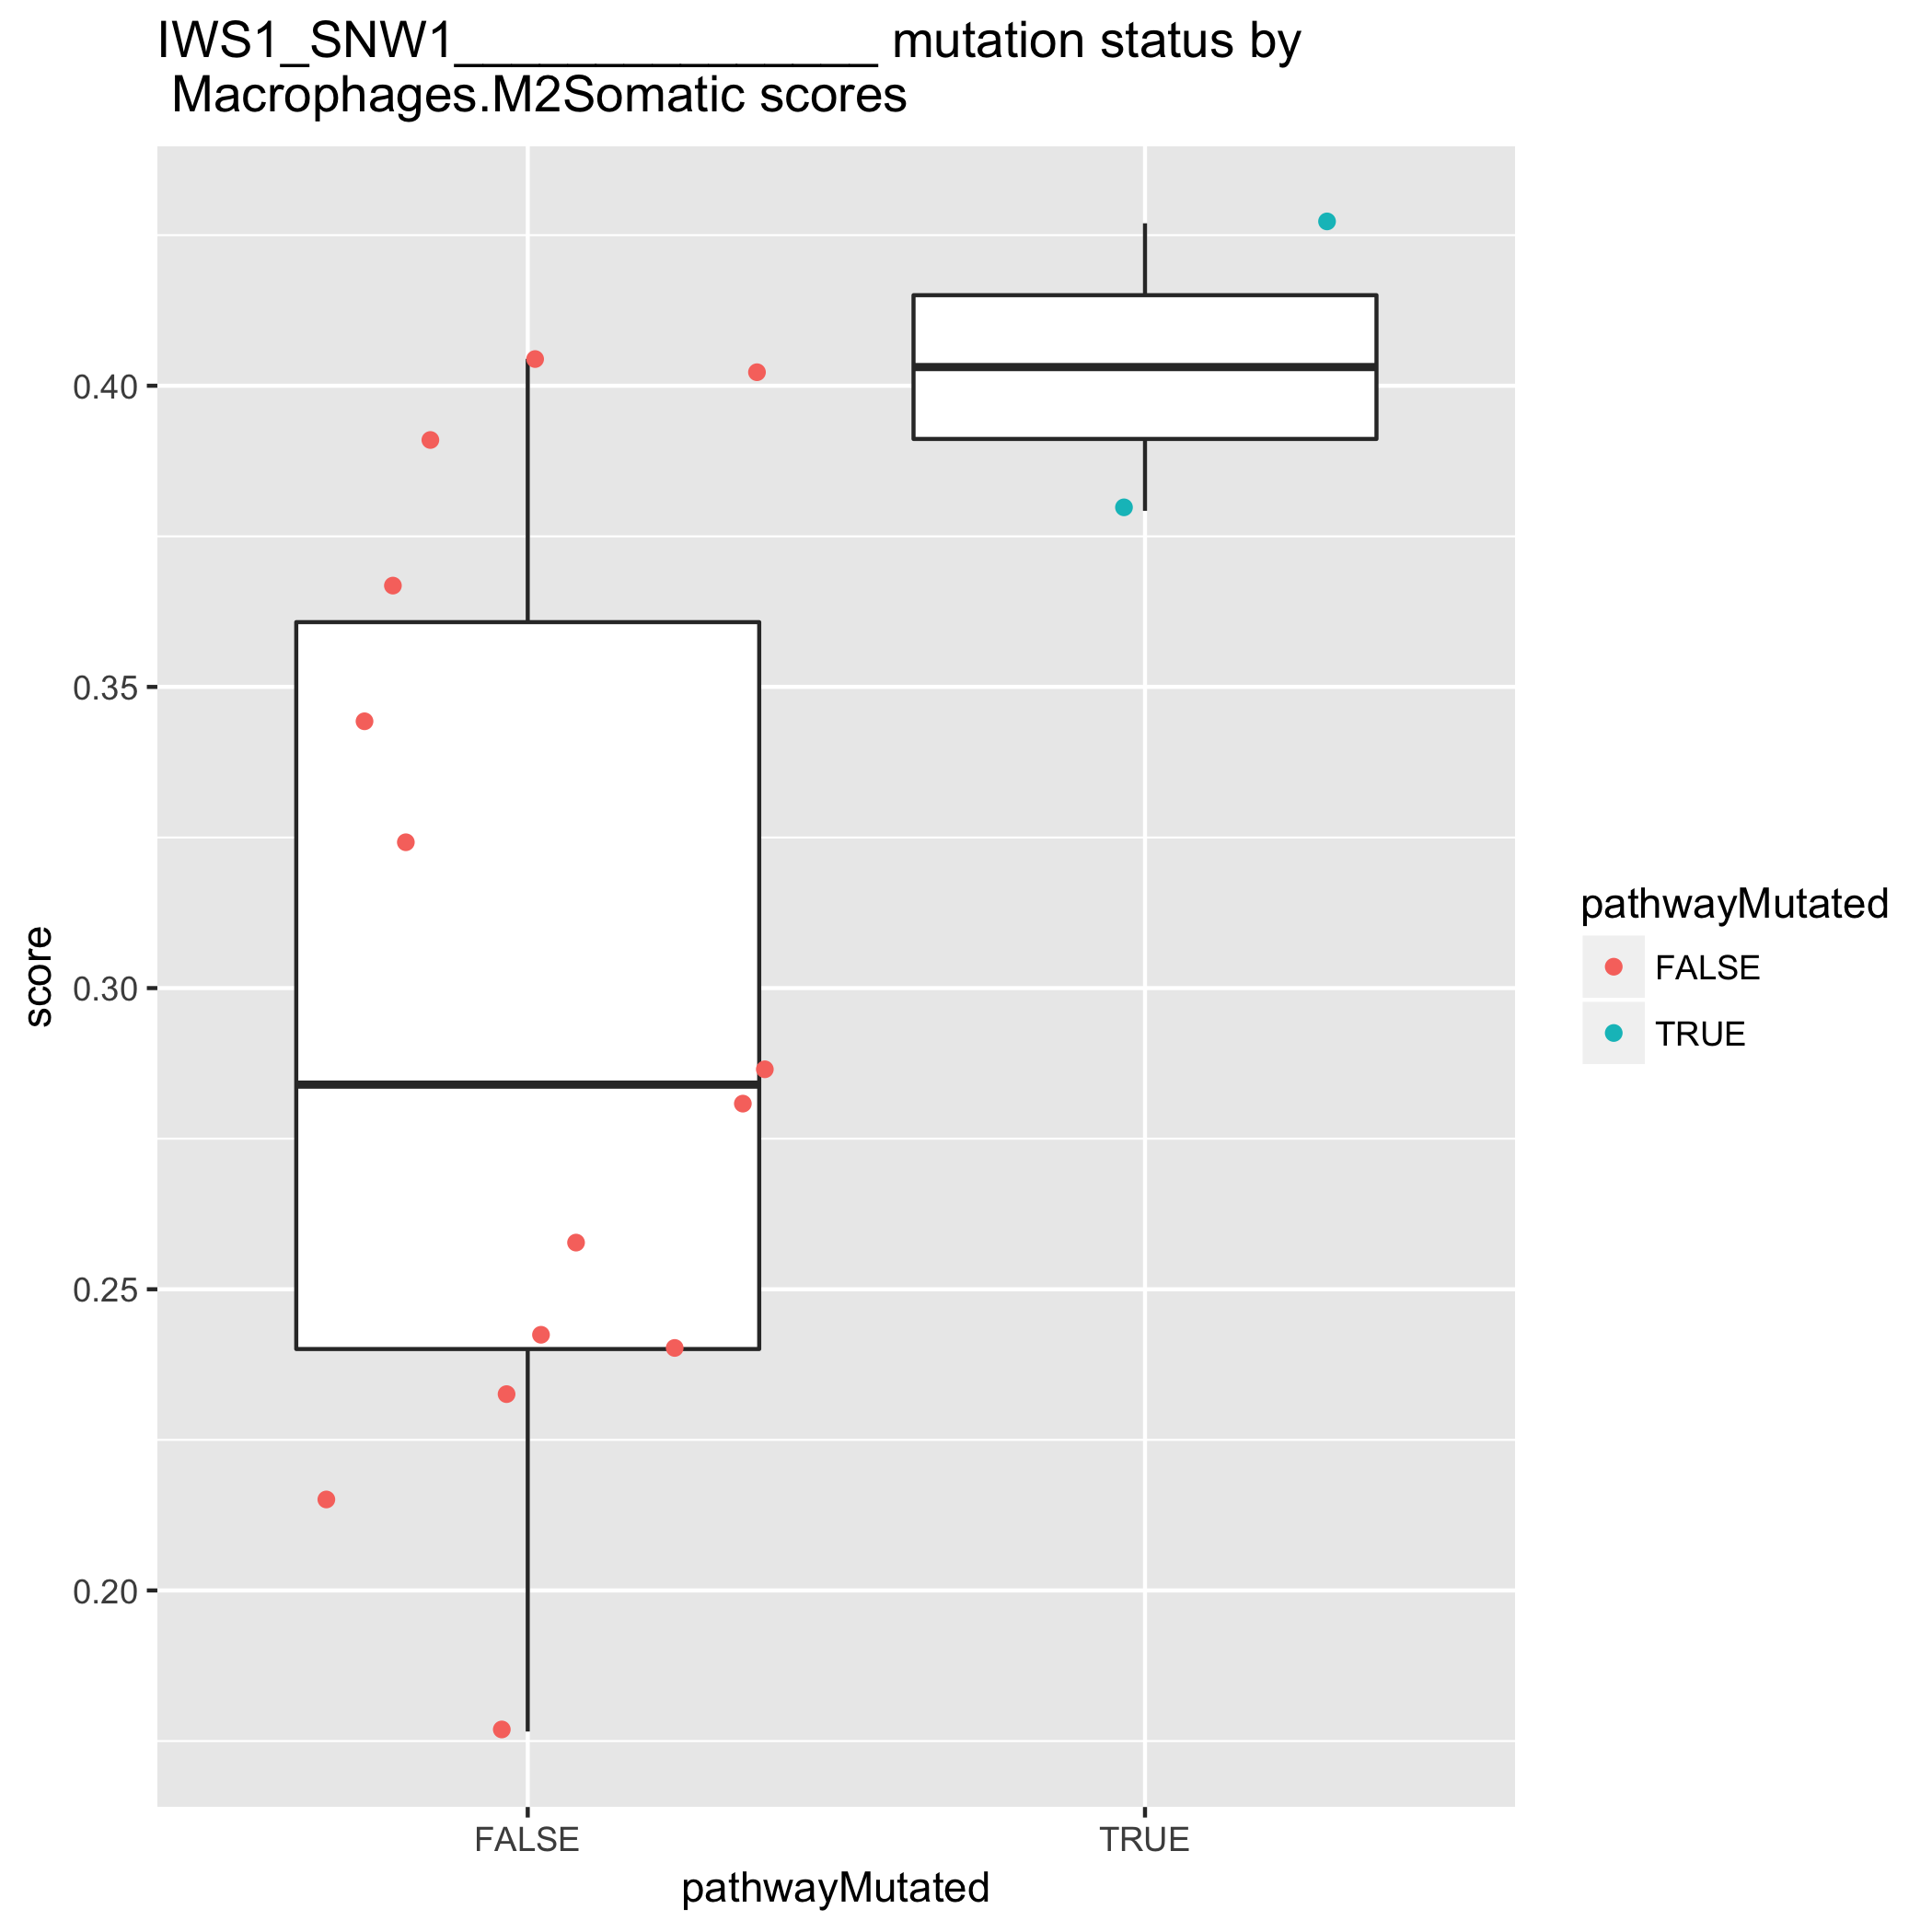 IWS1_SNW1_______________ mutation status by
Macrophages.M2Somatic scores
0.40
0.35
0.30
0.25
0.20
score
FALSE
TRUE
pathwayMutated
pathwayMutated
FALSE
TRUE